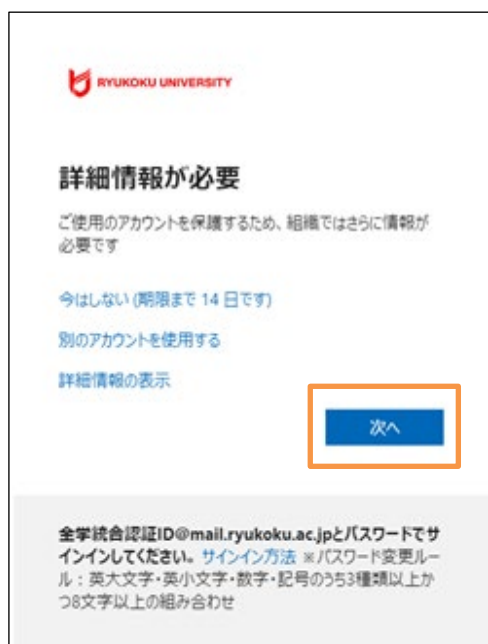 RYUKOKU UNIVERSITY
詳細情報が必要
ご使用のアカウントを保護するため、組織ではさらに情報が
必要です
今はしない (期限まで 14 日です)
別のアカウントを使用する
詳細情報の表示
次へ
全学統合認証ID@mail.ryukoku.ac.jpとパスワードでサ
インインしてください。サインイン方法 ※パスワード変更ルー
ル：英大文字・英小文字・数字・記号のうち3種類以上か
つ8文字以上の組み合わせ